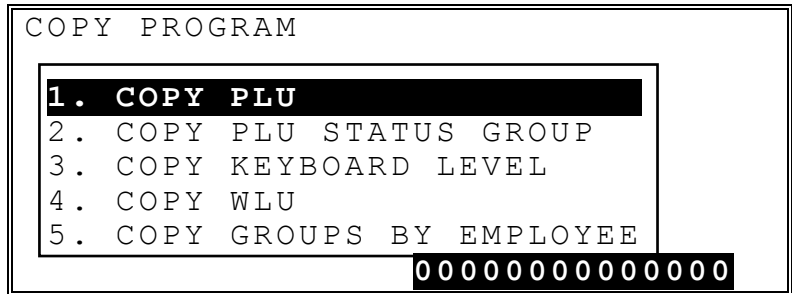 COPY PROGRAM
1. COPY PLU
2. COPY PLU STATUS GROUP
3. COPY KEYBOARD LEVEL
4. COPY WLU
5. COPY GROUPS BY EMPLOYEE
00000000000000